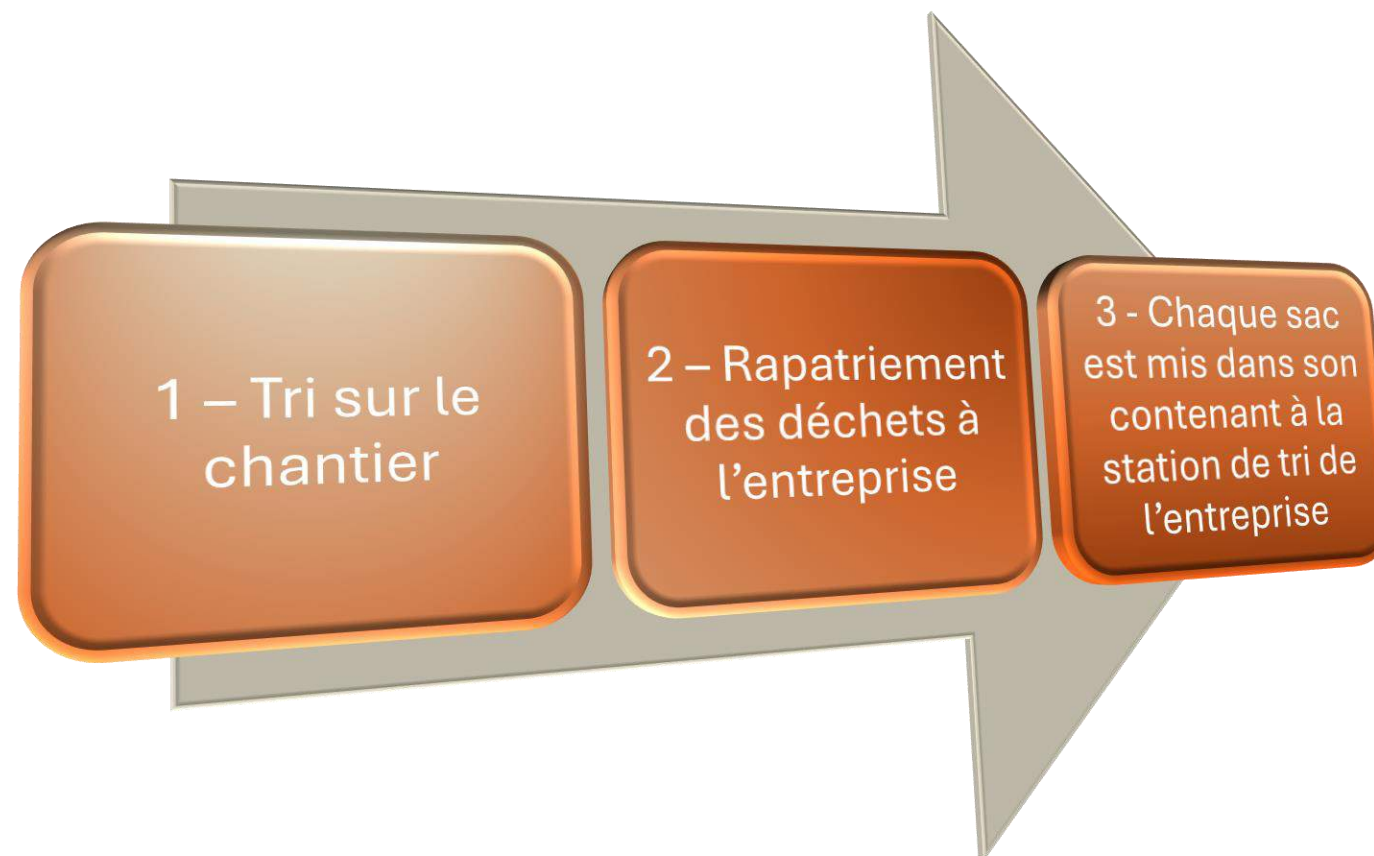 1 – Tri sur le
chantier
2 – Rapatriement
des déchets à
l’entreprise
3 - Chaque sac
est mis dans son
contenant à la
station de tri de
l’entreprise